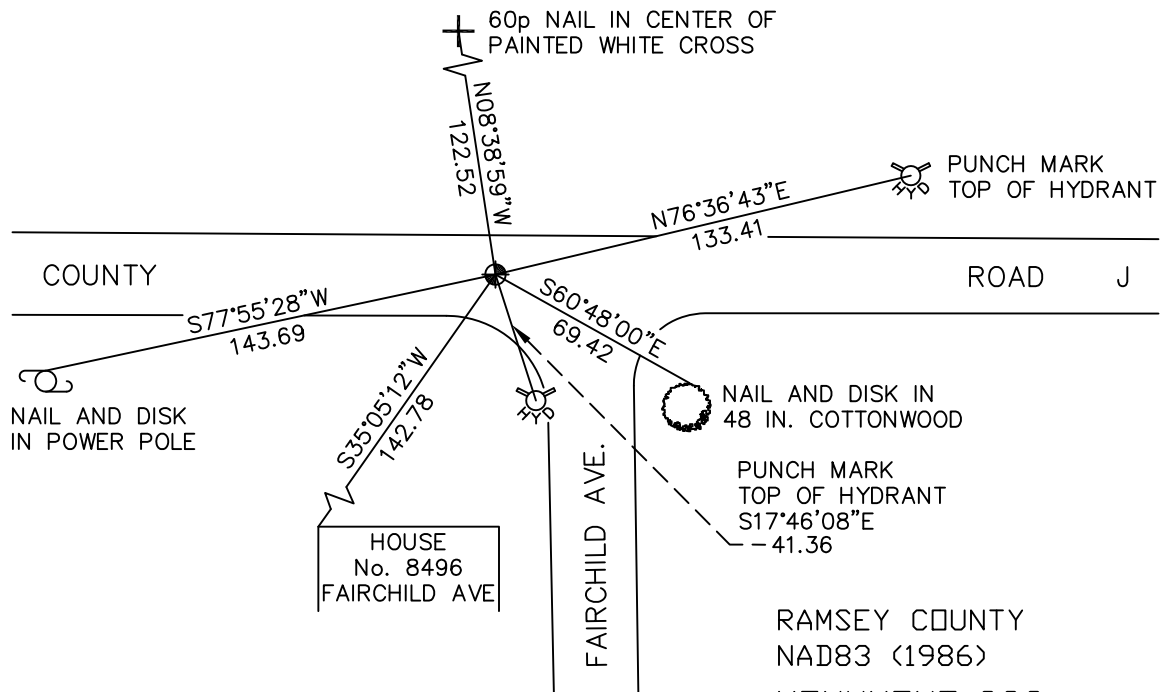 60p NAIL IN CENTER OF
PAINTED WHITE CROSS
N08°38'59"W
122.52
PUNCH MARK
TOP OF HYDRANT
HYD
N76°36'43"E
133.41
COUNTY
ROAD J
S77°55'28"W
143.69
S60°48'00"E
69.42
S35°05'12"W
142.78
HYD
NAIL AND DISK
IN POWER POLE
NAIL AND DISK IN
48 IN. COTTONWOOD
PUNCH MARK
TOP OF HYDRANT
S17°46'08"E
41.36
HOUSE
No. 8496
FAIRCHILD AVE
FAIRCHILD AVE.
RAMSEY COUNTY
NAD83 (1986)